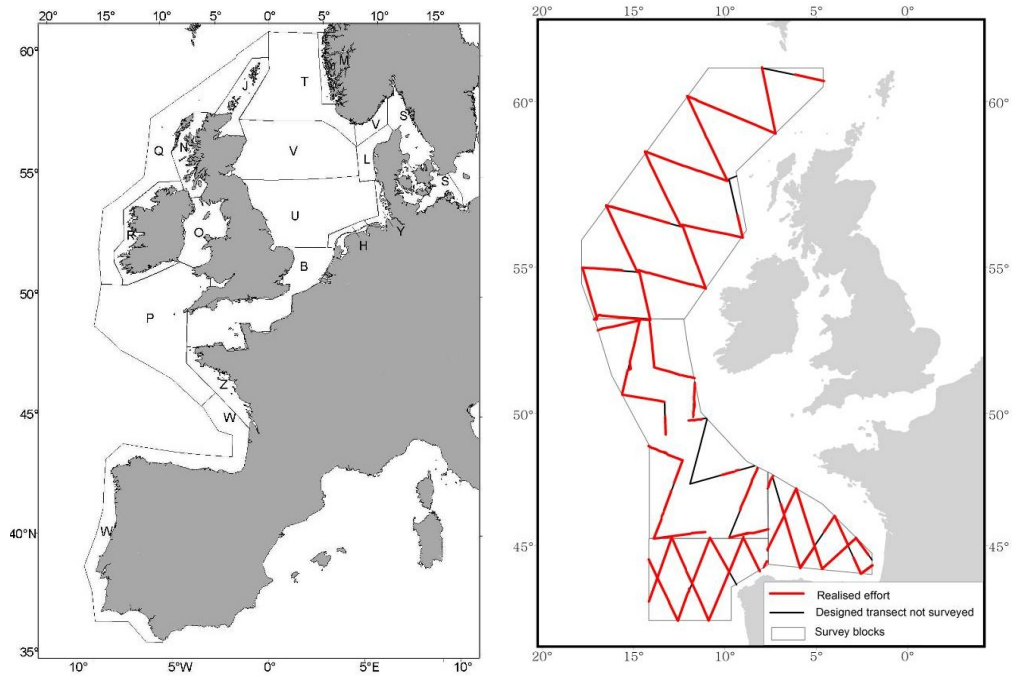 20° 15° 10° 0° 5° 10° 15°
60°
55°
50°
45°
40°N
35°
10° 5°W 0° 5°E 10°
M
T
J
V
S
Q
N
V
L
S
U
R
O
Y
H
B
P
Z
W
W
20° 15° 10° 5° 0°
60° 60°
55° 55°
50° 50°
45° 45°
20° 15° 10° 5° 0°
Realised effort
Designed transect not surveyed
Survey blocks